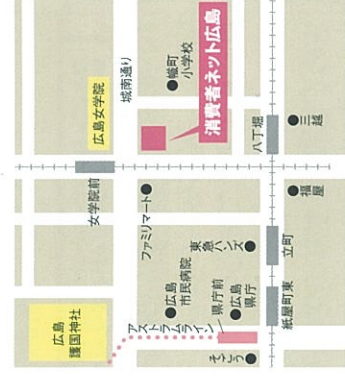 広島
護国神社
広島女学院
城南通り
女学院前
幟町
小学校
消費者ネット広島
ファミリマート
八丁堀
三越
福屋
東急ハンズ
立町
広島
市民病院
アストラムライン
県庁前
広島
県庁
紙屋町東
そごう